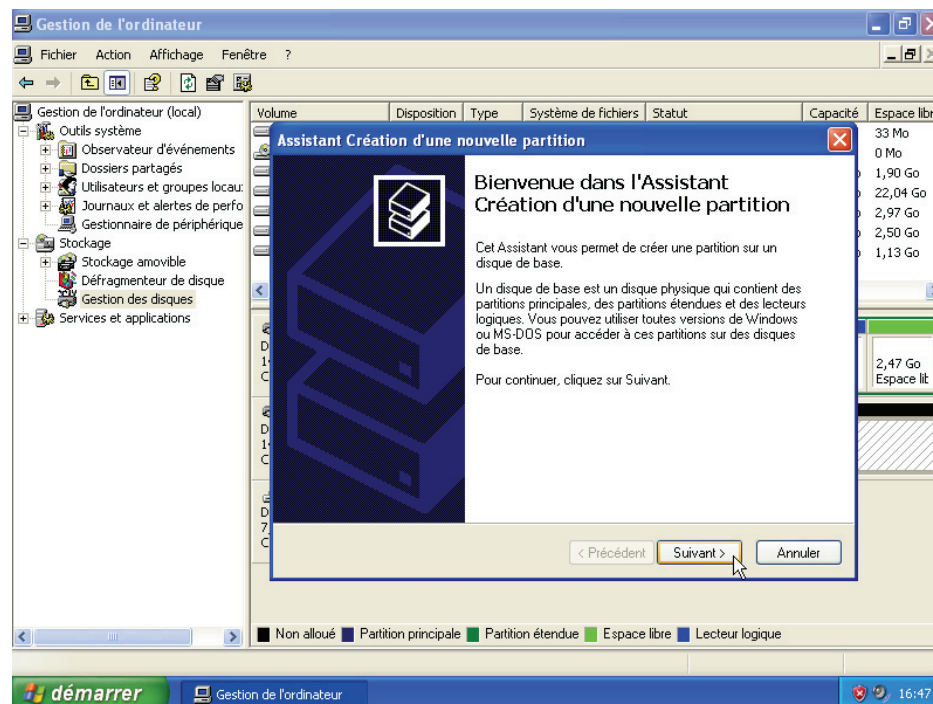 Gestion de l'ordinateur
Fichier Action Affichage Fenêtre ?
Gestion de l'ordinateur (local)
Outils système
Observateur d'événements
Dossiers partagés
Utilisateurs et groupes locau
Journaux et alertes de perfo
Gestionnaire de périphérique
Stockage
Stockage amovible
Défragmenteur de disque
Gestion des disques
Services et applications
Volume Disposition Type Système de fichiers Statut Capacité Espace libr
33 Mo
0 Mo
1,90 Go
22,04 Go
2,97 Go
2,50 Go
1,13 Go
Assistant Création d'une nouvelle partition
Bienvenue dans l'Assistant
Création d'une nouvelle partition
Cet Assistant vous permet de créer une partition sur un
disque de base.
Un disque de base est un disque physique qui contient des
partitions principales, des partitions étendues et des lecteurs
logiques. Vous pouvez utiliser toutes versions de Windows
ou MS-DOS pour accéder à ces partitions sur des disques
de base.
Pour continuer, cliquez sur Suivant.
< Précédent Suivant > Annuler
2,47 Go
Espace lib
Non alloué Partition principale Partition étendue Espace libre Lecteur logique
démarrer Gestion de l'ordinateur 16:47